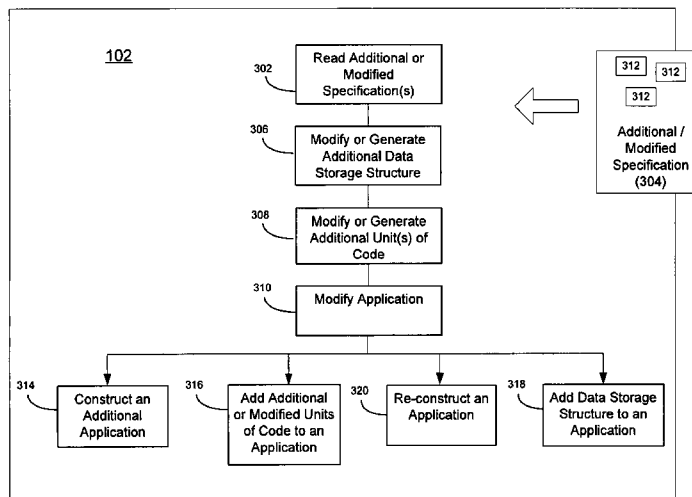 102
302
Read Additional or
Modified
Specification(s)
312
312
312
Additional /
Modified
Specification
(304)
306
Modify or Generate
Additional Data
Storage Structure
308
Modify or Generate
Additional Unit(s) of
Code
310
Modify Application
314
Construct an
Additional
Application
316
Add Additional
or Modified Units
of Code to an
Application
320
Re-construct an
Application
318
Add Data Storage
Structure to an
Application